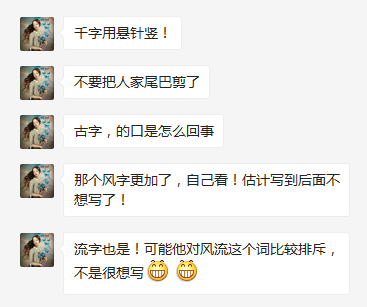 千字用悬针竖！
不要把人家尾巴剪了
古字，的口是怎么回事
那个风字更加了，自己看！估计写到后面不
想写了！
流字也是！可能他对风流这个词比较排斥，
不是很想写